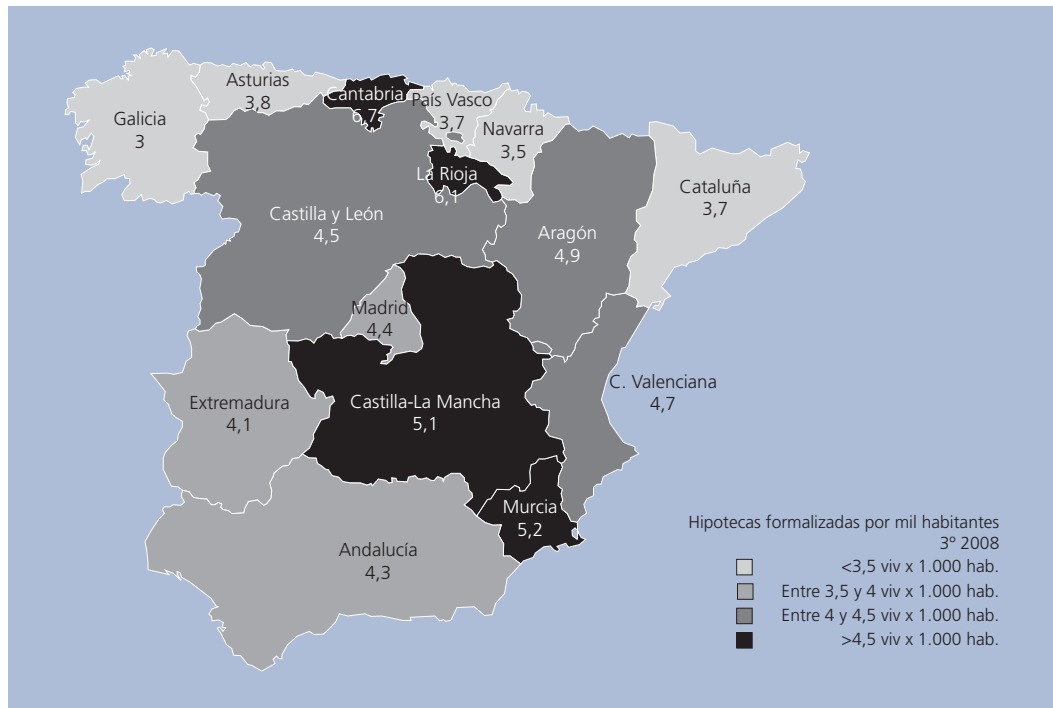 Asturias
3,8
Cantabria
6,7
País Vasco
3,7
Galicia
3
Navarra
3,5
La Rioja
6,1
Cataluña
3,7
Castilla y León
4,5
Aragón
4,9
Madrid
4,4
C. Valenciana
4,7
Extremadura
4,1
Castilla-La Mancha
5,1
Murcia
5,2
Andalucía
4,3
Hipotecas formalizadas por mil habitantes
3º 2008
<3,5 viv x 1.000 hab.
Entre 3,5 y 4 viv x 1.000 hab.
Entre 4 y 4,5 viv x 1.000 hab.
>4,5 viv x 1.000 hab.